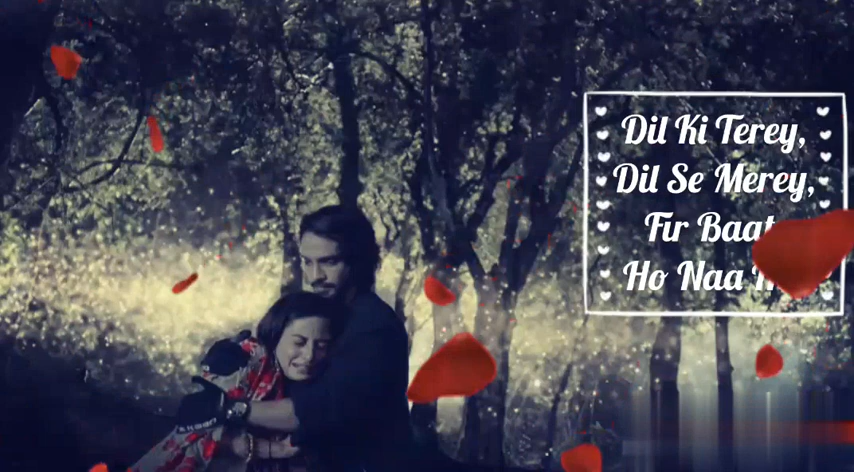 Dil Ki Terey,
Dil Se Merey,
Fir Baat
Ho Naa